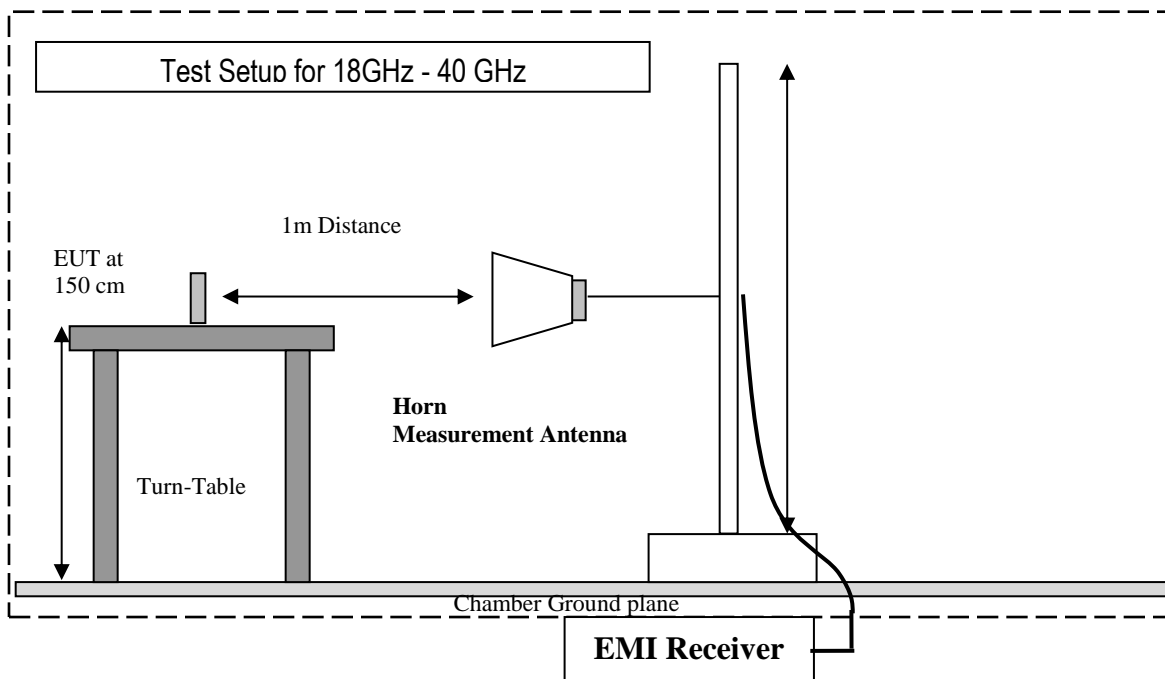 Test Setup for 18GHz - 40 GHz
1m Distance
EUT at
150 cm
Horn
Measurement Antenna
Turn-Table
Chamber Ground plane
EMI Receiver